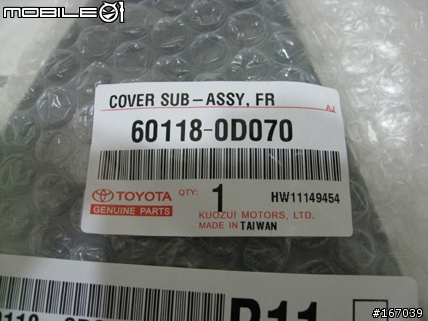 MOBILE01
COVER SUB-ASSY, FR
AJ
60118-0D070
TOYOTA
GENUINE PARTS
QTY:
1
HW11149454
KUOZUI MOTORS, LTD.
MADE IN TAIWAN
B11
#167039